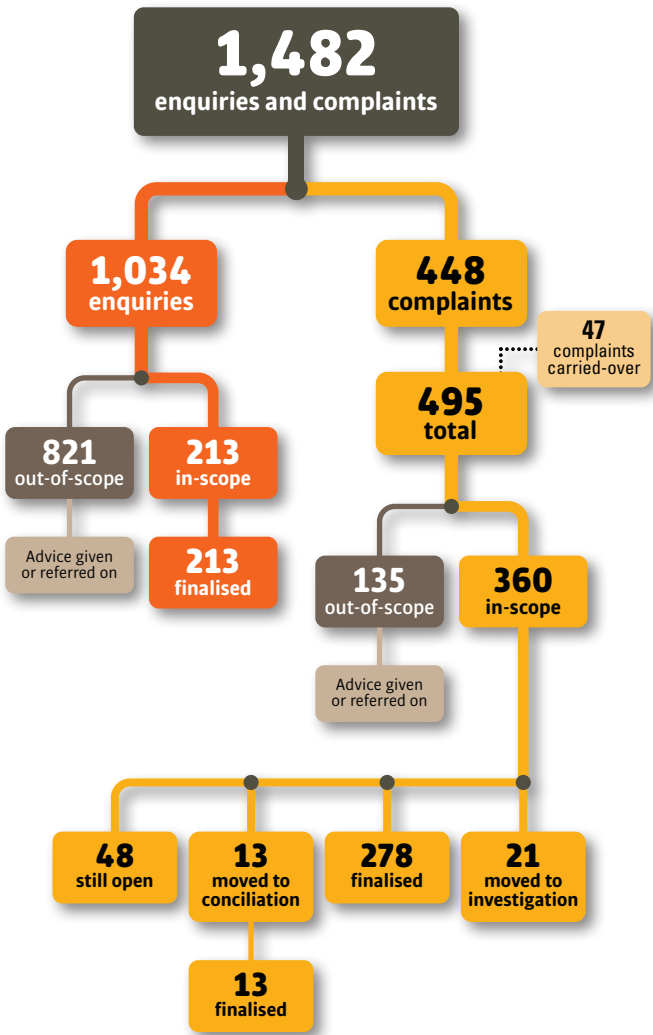 1,482
enquiries and complaints
1,034
enquiries
448
complaints
47
complaints
carried-over
495
total
821
out-of-scope
213
in-scope
Advice given
or referred on
213
finalised
135
out-of-scope
360
in-scope
Advice given
or referred on
48
still open
13
moved to
conciliation
278
finalised
21
moved to
investigation
13
finalised